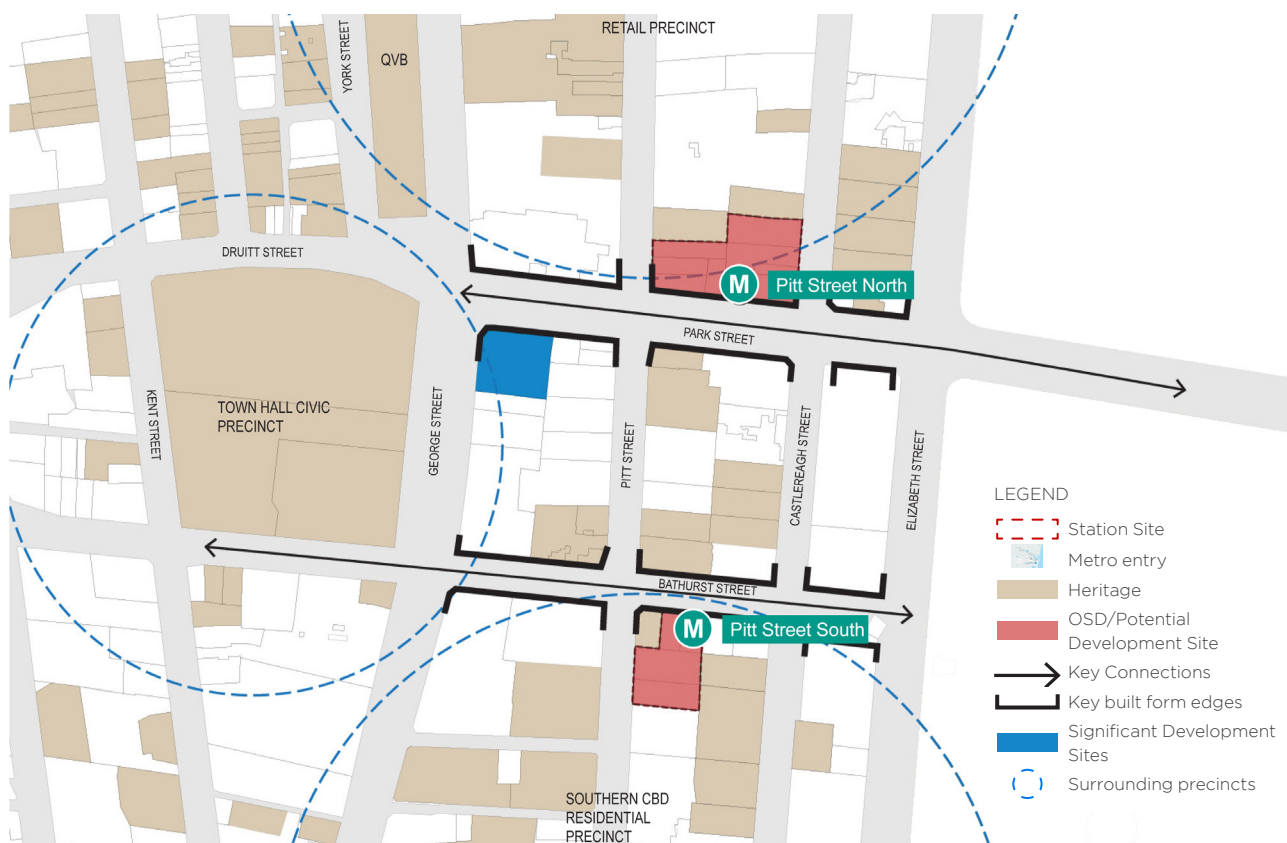 RETAIL PRECINCT
YORK STREET
QVB
DRUITT STREET
M
Pitt Street North
PARK STREET
KENT STREET
TOWN HALL CIVIC
PRECINCT
GEORGE STREET
PITT STREET
CASTLEREAGH STREET
ELIZABETH STREET
BATHURST STREET
M
Pitt Street South
SOUTHERN CBD
RESIDENTIAL
PRECINCT
LEGEND
Station Site
Metro entry
Heritage
OSD/Potential
Development Site
Key Connections
Key built form edges
Significant Development
Sites
Surrounding precincts